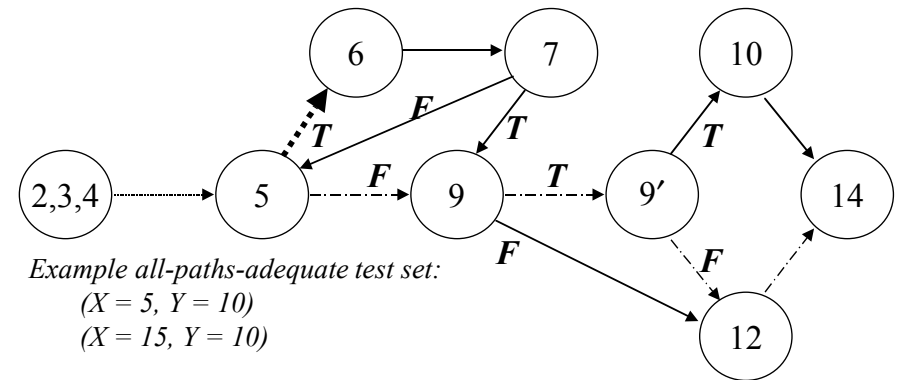 6 7 10
T F T T
2,3,4 5 F 9 T 9′ 14
F F
Example all-paths-adequate test set:
(X = 5, Y = 10)
(X = 15, Y = 10)
12